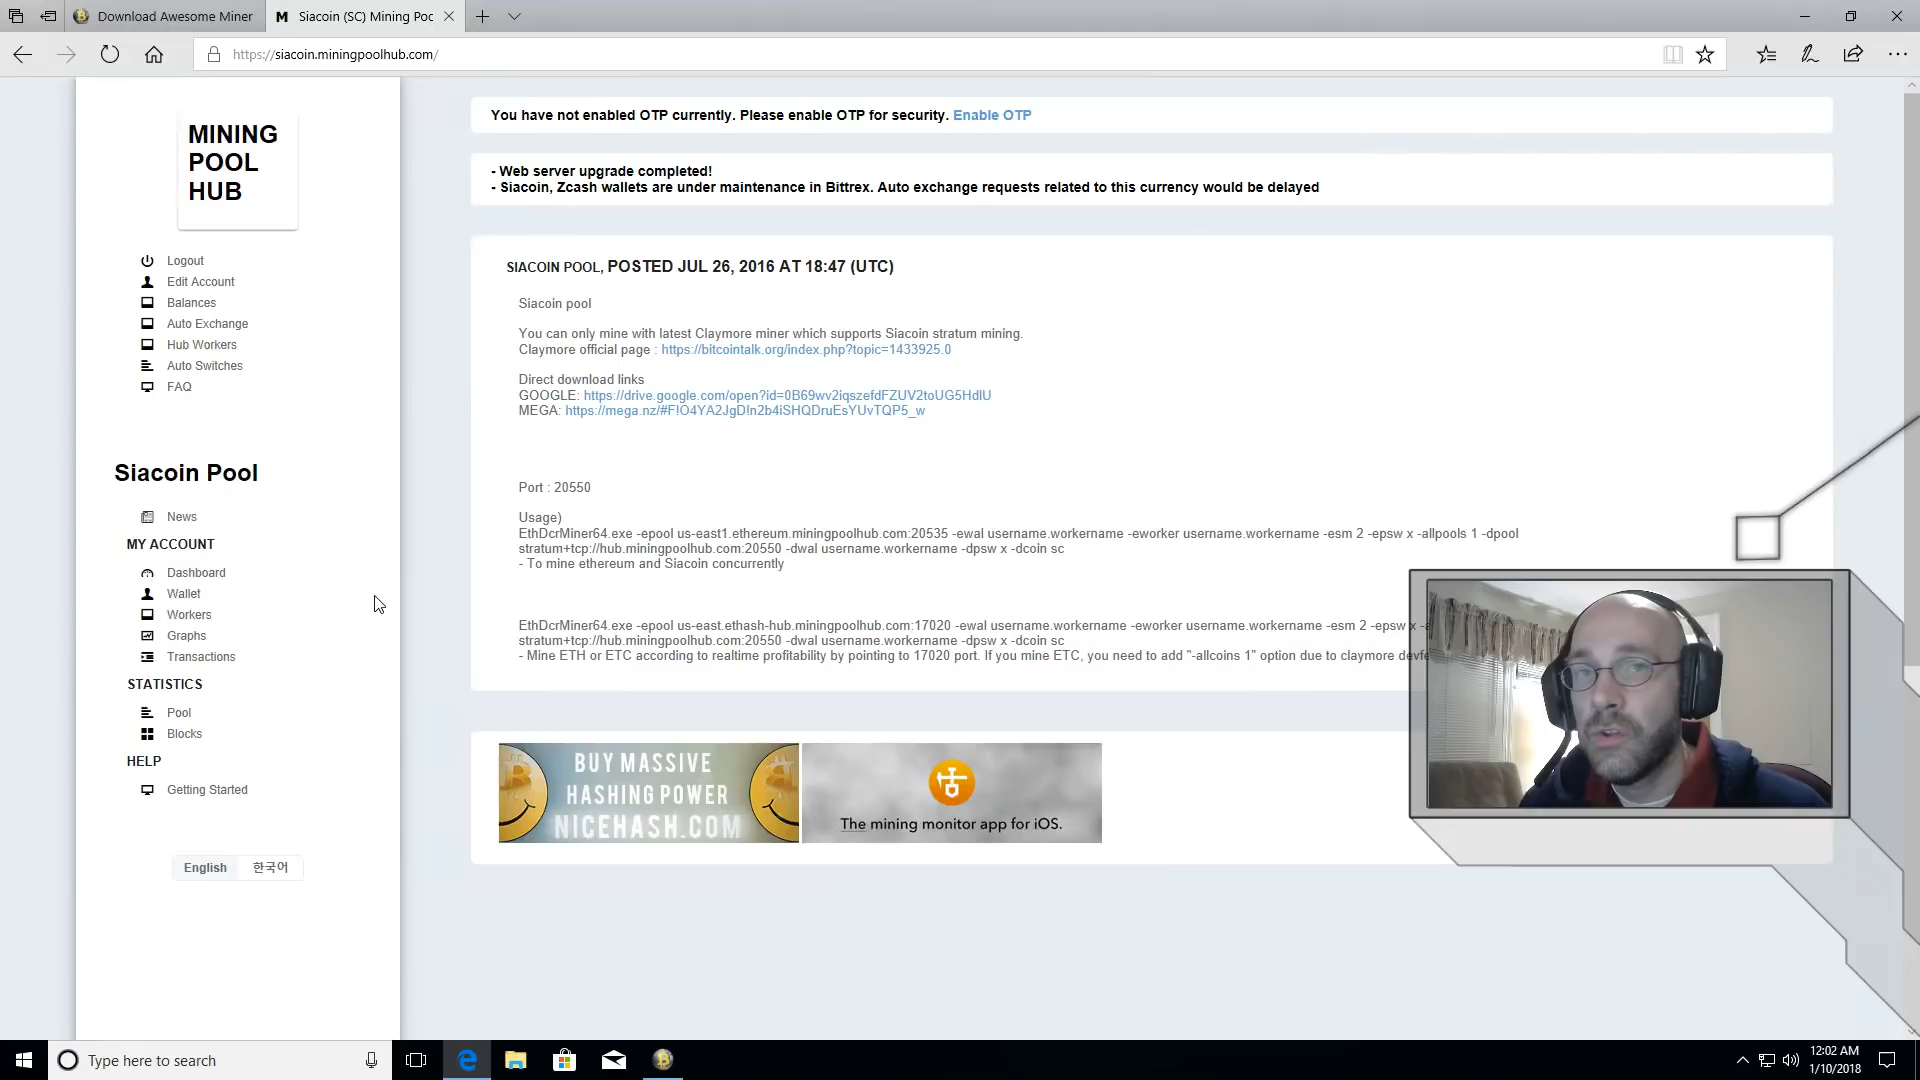 Download Awesome Miner
M Siacoin (SC) Mining Poc
https://siacoin.miningpoolhub.com/
MINING
POOL
HUB
Logout
Edit Account
Balances
Auto Exchange
Hub Workers
Auto Switches
FAQ
Siacoin Pool
News
MY ACCOUNT
Dashboard
Wallet
Workers
Graphs
Transactions
STATISTICS
Pool
Blocks
HELP
Getting Started
English 한국어
You have not enabled OTP currently. Please enable OTP for security. Enable OTP
- Web server upgrade completed!
- Siacoin, Zcash wallets are under maintenance in Bittrex. Auto exchange requests related to this currency would be delayed
SIACOIN POOL, POSTED JUL 26, 2016 AT 18:47 (UTC)
Siacoin pool
You can only mine with latest Claymore miner which supports Siacoin stratum mining.
Claymore official page : https://bitcointalk.org/index.php?topic=1433925.0
Direct download links
GOOGLE: https://drive.google.com/open?id=0B69wv2iqszefdFZUV2toUG5HdlU
MEGA: https://mega.nz/#F!O4YA2JgD!n2b4iSHQDruEsYUvTQP5_w
Port : 20550
Usage)
EthDcrMiner64.exe -epool us-east1.ethereum.miningpoolhub.com:20535 -ewal username.workername -eworker username.workername -esm 2 -epsw x -allpools 1 -dpool
stratum+tcp://hub.miningpoolhub.com:20550 -dwal username.workername -dpsw x -dcoin sc
- To mine ethereum and Siacoin concurrently
EthDcrMiner64.exe -epool us-east.ethash-hub.miningpoolhub.com:17020 -ewal username.workername -eworker username.workername -esm 2 -epsw x -a
stratum+tcp://hub.miningpoolhub.com:20550 -dwal username.workername -dpsw x -dcoin sc
- Mine ETH or ETC according to realtime profitability by pointing to 17020 port. If you mine ETC, you need to add "-allcoins 1" option due to claymore devfe
BUY MASSIVE
HASHING POWER
NICEHASH.COM
The mining monitor app for iOS.
Type here to search
12:02 AM
1/10/2018